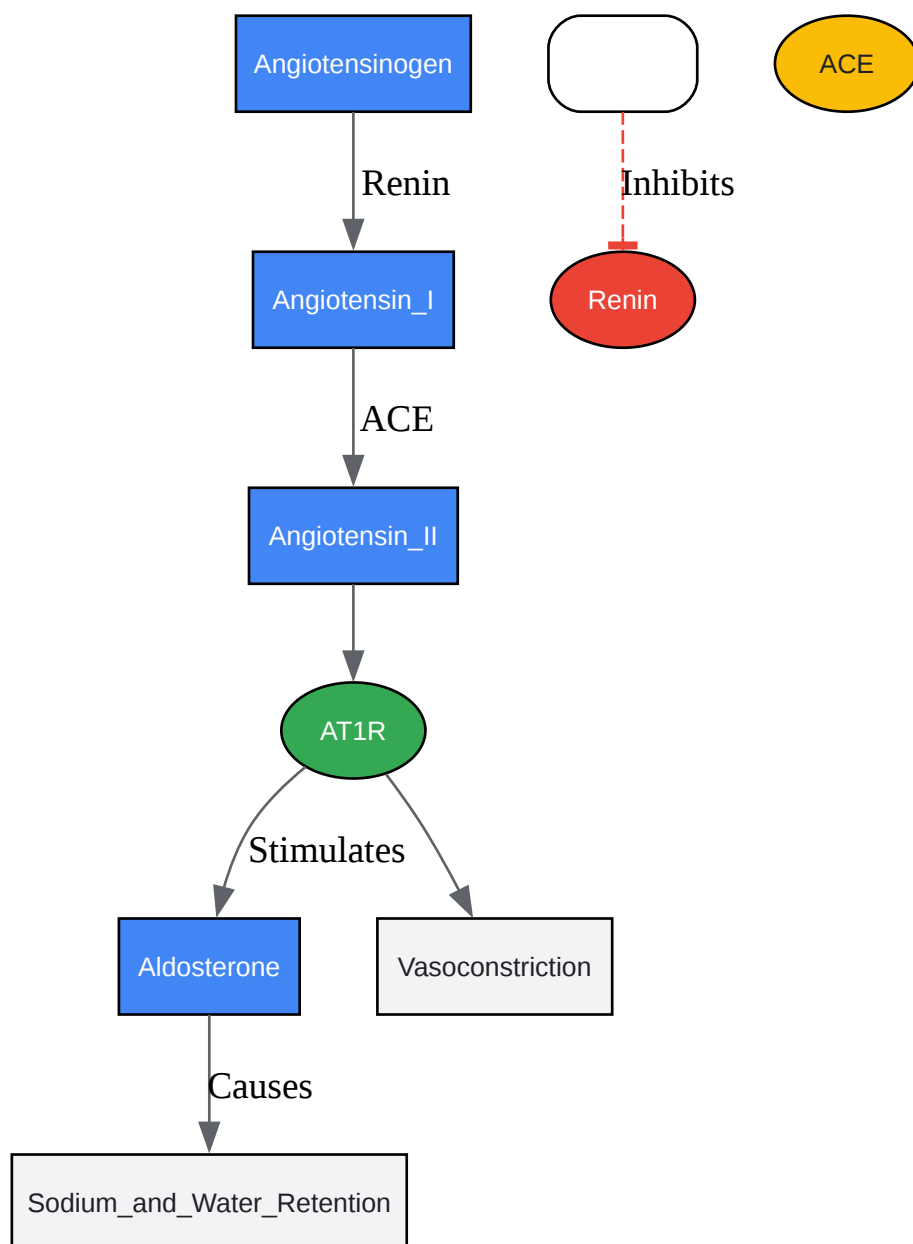 Angiotensinogen
ACE
Renin
Inhibits
Angiotensin_I
Renin
ACE
Angiotensin_II
AT1R
Stimulates
Aldosterone
Vasoconstriction
Causes
Sodium_and_Water_Retention